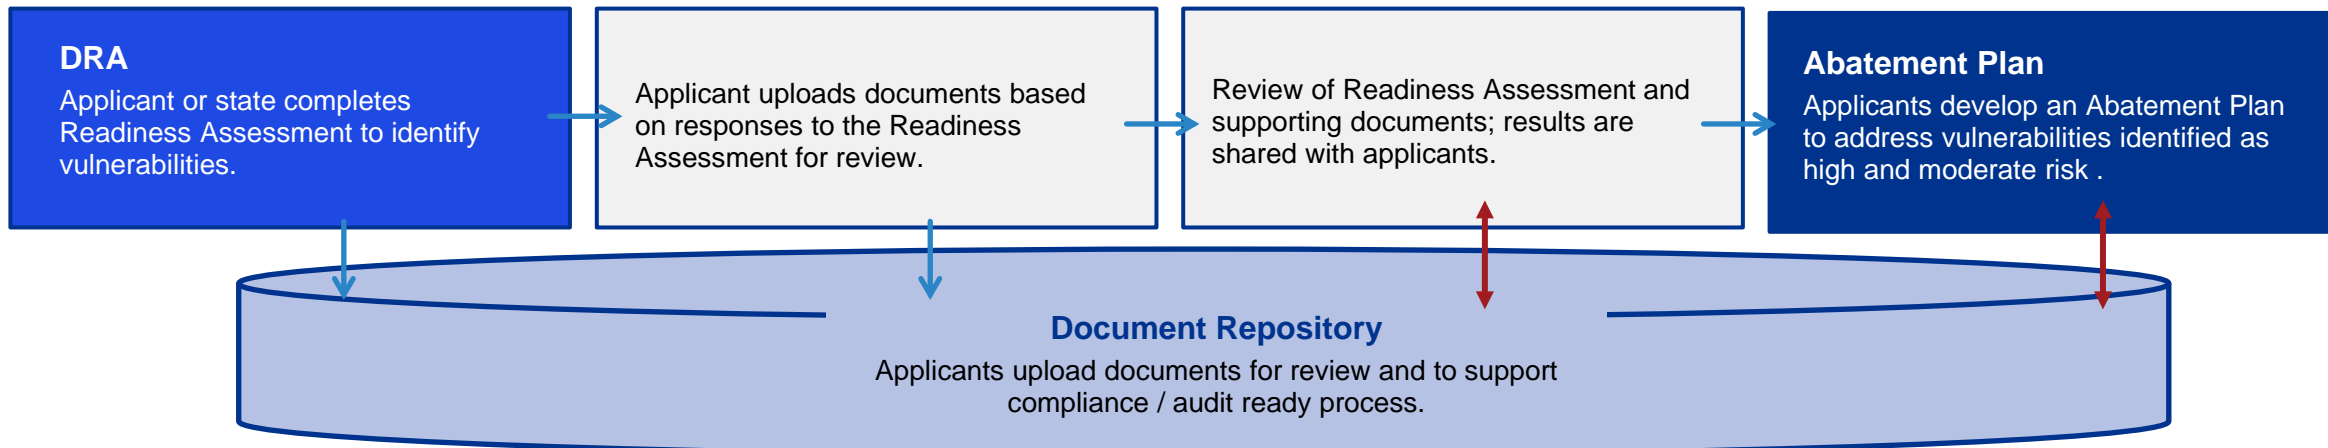 DRA
Applicant or state completes
Readiness Assessment to identify
vulnerabilities.
Applicant uploads documents based
on responses to the Readiness
Assessment for review.
Review of Readiness Assessment and
supporting documents; results are
shared with applicants.
Abatement Plan
Applicants develop an Abatement Plan
to address vulnerabilities identified as
high and moderate risk .
Document Repository
Applicants upload documents for review and to support
compliance / audit ready process.